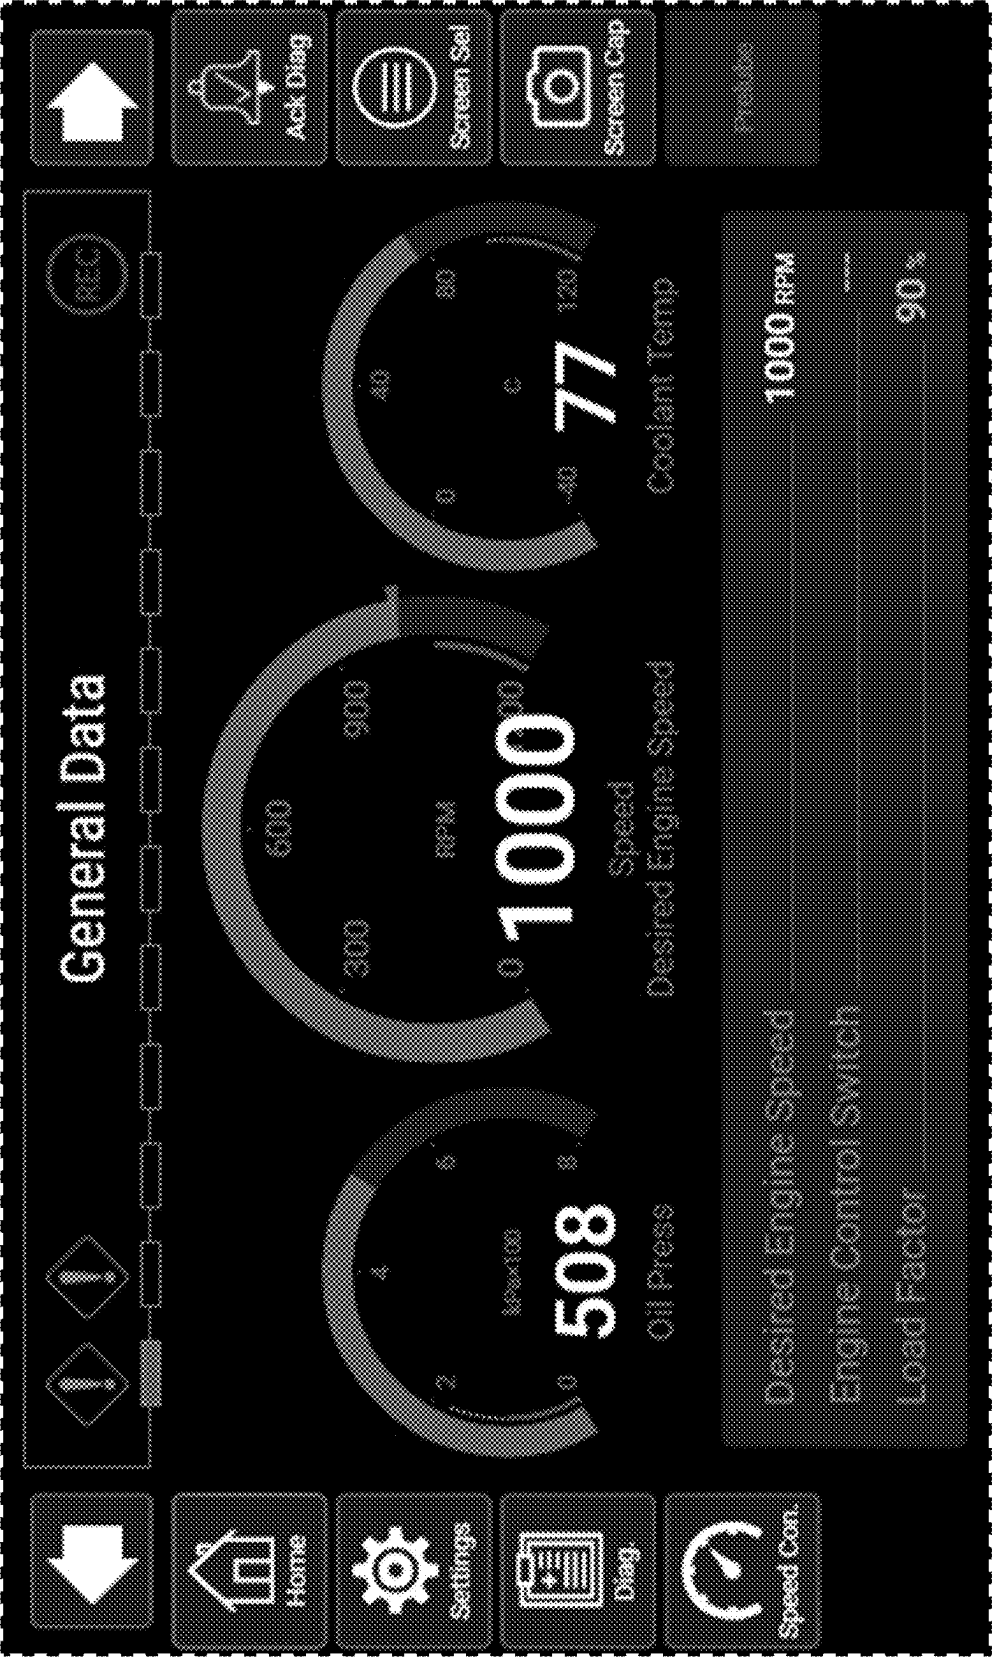 General Data
REC
Home
Settings
Diag.
Speed Con.
0
2
4
6
8
kPa×100
508
Oil Press
0
300
600
900
RPM
1000
Speed
Desired Engine Speed
-40
0
40
80
120
C
77
Coolant Temp
Ack Diag
Screen Sel
Screen Cap
Prelube
Desired Engine Speed 1000 RPM
Engine Control Switch ---
Load Factor 90 %